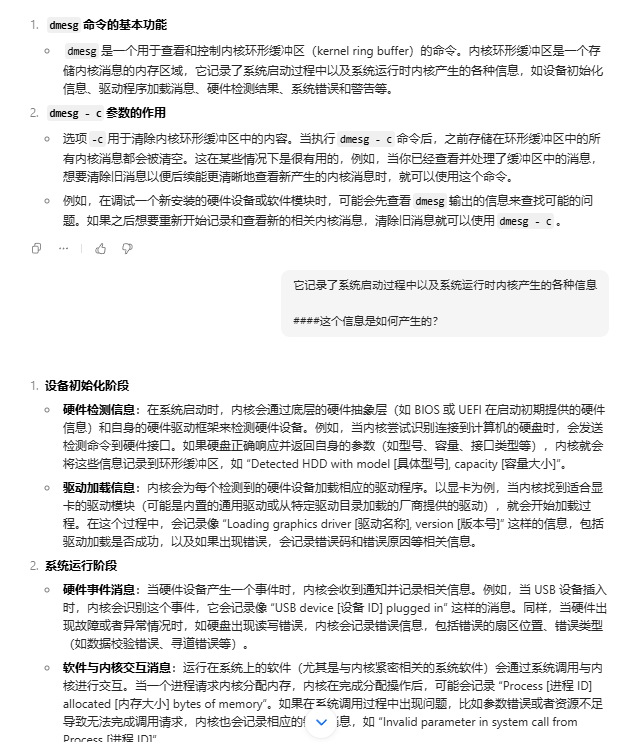 1. dmesg 命令的基本功能
dmesg 是一个用于查看和控制内核环形缓冲区（kernel ring buffer）的命令。内核环形缓冲区是一个存
储内核消息的内存区域，它记录了系统启动过程中以及系统运行时内核产生的各种信息，如设备初始化
信息、驱动程序加载消息、硬件检测结果、系统错误和警告等。
2. dmesg - c 参数的作用
选项 -c 用于清除内核环形缓冲区中的内容。当执行 dmesg - c 命令后，之前存储在环形缓冲区中的所
有内核消息都会被清空。这在某些情况下是很有用的，例如，当你已经查看并处理了缓冲区中的消息，
想要清除旧消息以便后续能更清晰地查看新产生的内核消息时，就可以使用这个命令。
例如，在调试一个新安装的硬件设备或软件模块时，可能会先查看 dmesg 输出的信息来查找可能的问
题。如果之后想要重新开始记录和查看新的相关内核消息，清除旧消息就可以使用 dmesg - c 。
它记录了系统启动过程中以及系统运行时内核产生的各种信息
####这个信息是如何产生的?
1. 设备初始化阶段
硬件检测信息：在系统启动时，内核会通过底层的硬件抽象层（如 BIOS 或 UEFI 在启动初期提供的硬件
信息）和自身的硬件驱动框架来检测硬件设备。例如，当内核尝试识别连接到计算机的硬盘时，会发送
检测命令到硬件接口。如果硬盘正确响应并返回自身的参数（如型号、容量、接口类型等），内核就会
将这些信息记录到环形缓冲区，如 “Detected HDD with model [具体型号], capacity [容量大小]”。
驱动加载信息：内核会为每个检测到的硬件设备加载相应的驱动程序。以显卡为例，当内核找到适合显
卡的驱动模块（可能是内置的通用驱动或从特定驱动目录加载的厂商提供的驱动），就会开始加载过
程。在这个过程中，会记录像 “Loading graphics driver [驱动名称], version [版本号]” 这样的信息，包括
驱动加载是否成功，以及如果出现错误，会记录错误码和错误原因等相关信息。
2. 系统运行阶段
硬件事件消息：当硬件设备产生一个事件时，内核会收到通知并记录相关信息。例如，当 USB 设备插入
时，内核会识别这个事件，它会记录像 “USB device [设备 ID] plugged in” 这样的消息。同样，当硬件出
现故障或者异常情况时，如硬盘出现读写错误，内核会记录错误信息，包括错误的扇区位置、错误类型
（如数据校验错误、寻道错误等）。
软件与内核交互消息：运行在系统上的软件（尤其是与内核紧密相关的系统软件）会通过系统调用与内
核进行交互。当一个进程请求内核分配内存，内核在完成分配操作后，可能会记录 “Process [进程 ID]
allocated [内存大小] bytes of memory”。如果在系统调用过程中出现问题，比如参数错误或者资源不足
导致无法完成调用请求，内核也会记录相应的 息，如 “Invalid parameter in system call from
Process [进程 ID]”